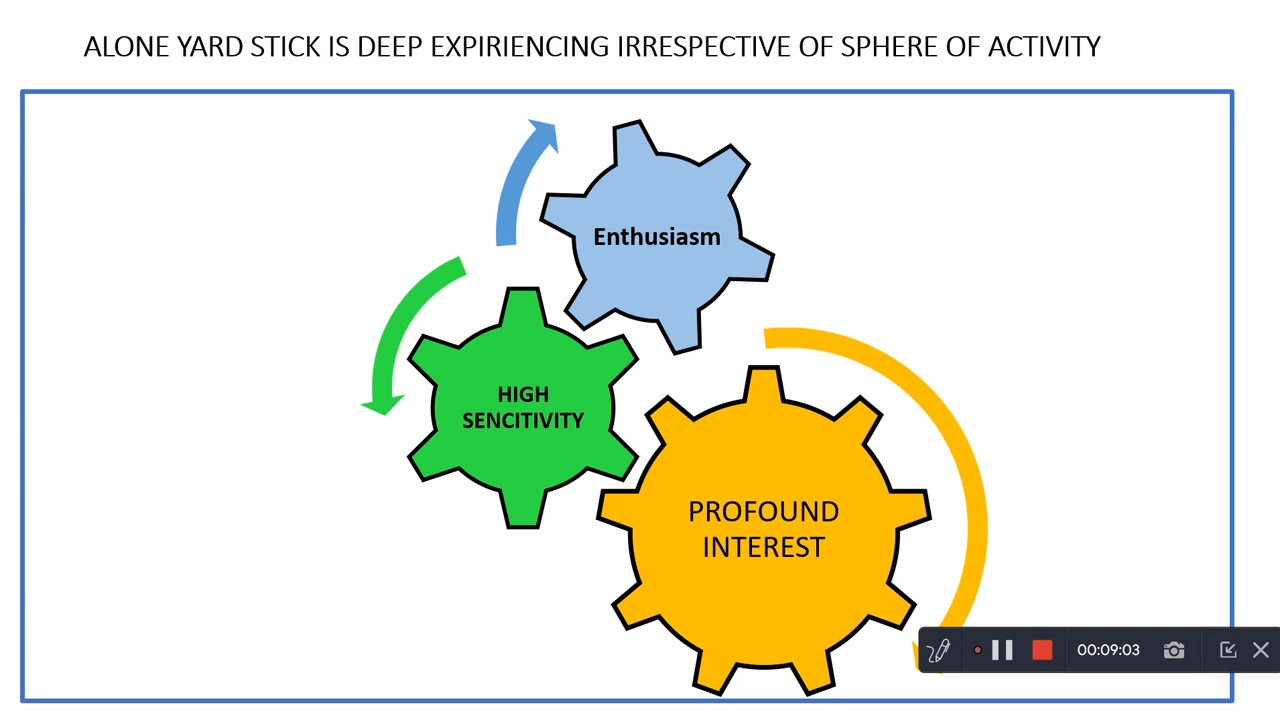 ALONE YARD STICK IS DEEP EXPIRIENCING IRRESPECTIVE OF SPHERE OF ACTIVITY
Enthusiasm
HIGH
SENCITIVITY
PROFOUND
INTEREST
00:09:03